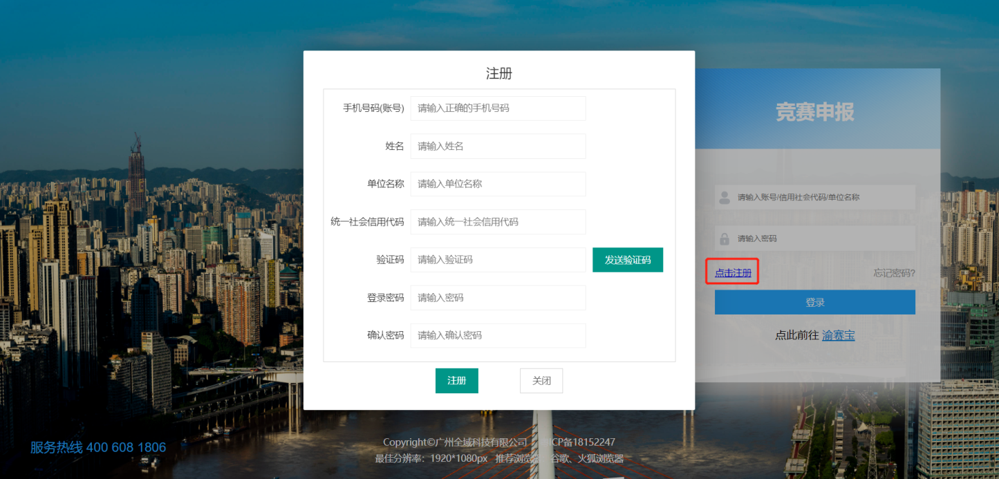 注册
手机号码(账号) 请输入正确的手机号码
姓名 请输入姓名
单位名称 请输入单位名称
统一社会信用代码 请输入统一社会信用代码
验证码 请输入验证码 发送验证码
登录密码 请输入密码
确认密码 请输入确认密码
注册 关闭
竞赛申报
请输入账号/信用社会代码/单位名称
请输入密码
点击注册 忘记密码?
登录
点此前往 渝赛宝
服务热线 400 608 1806
Copyright©广州全域科技有限公司 ICP备18152247
最佳分辨率：1920*1080px 推荐浏览 谷歌、火狐浏览器